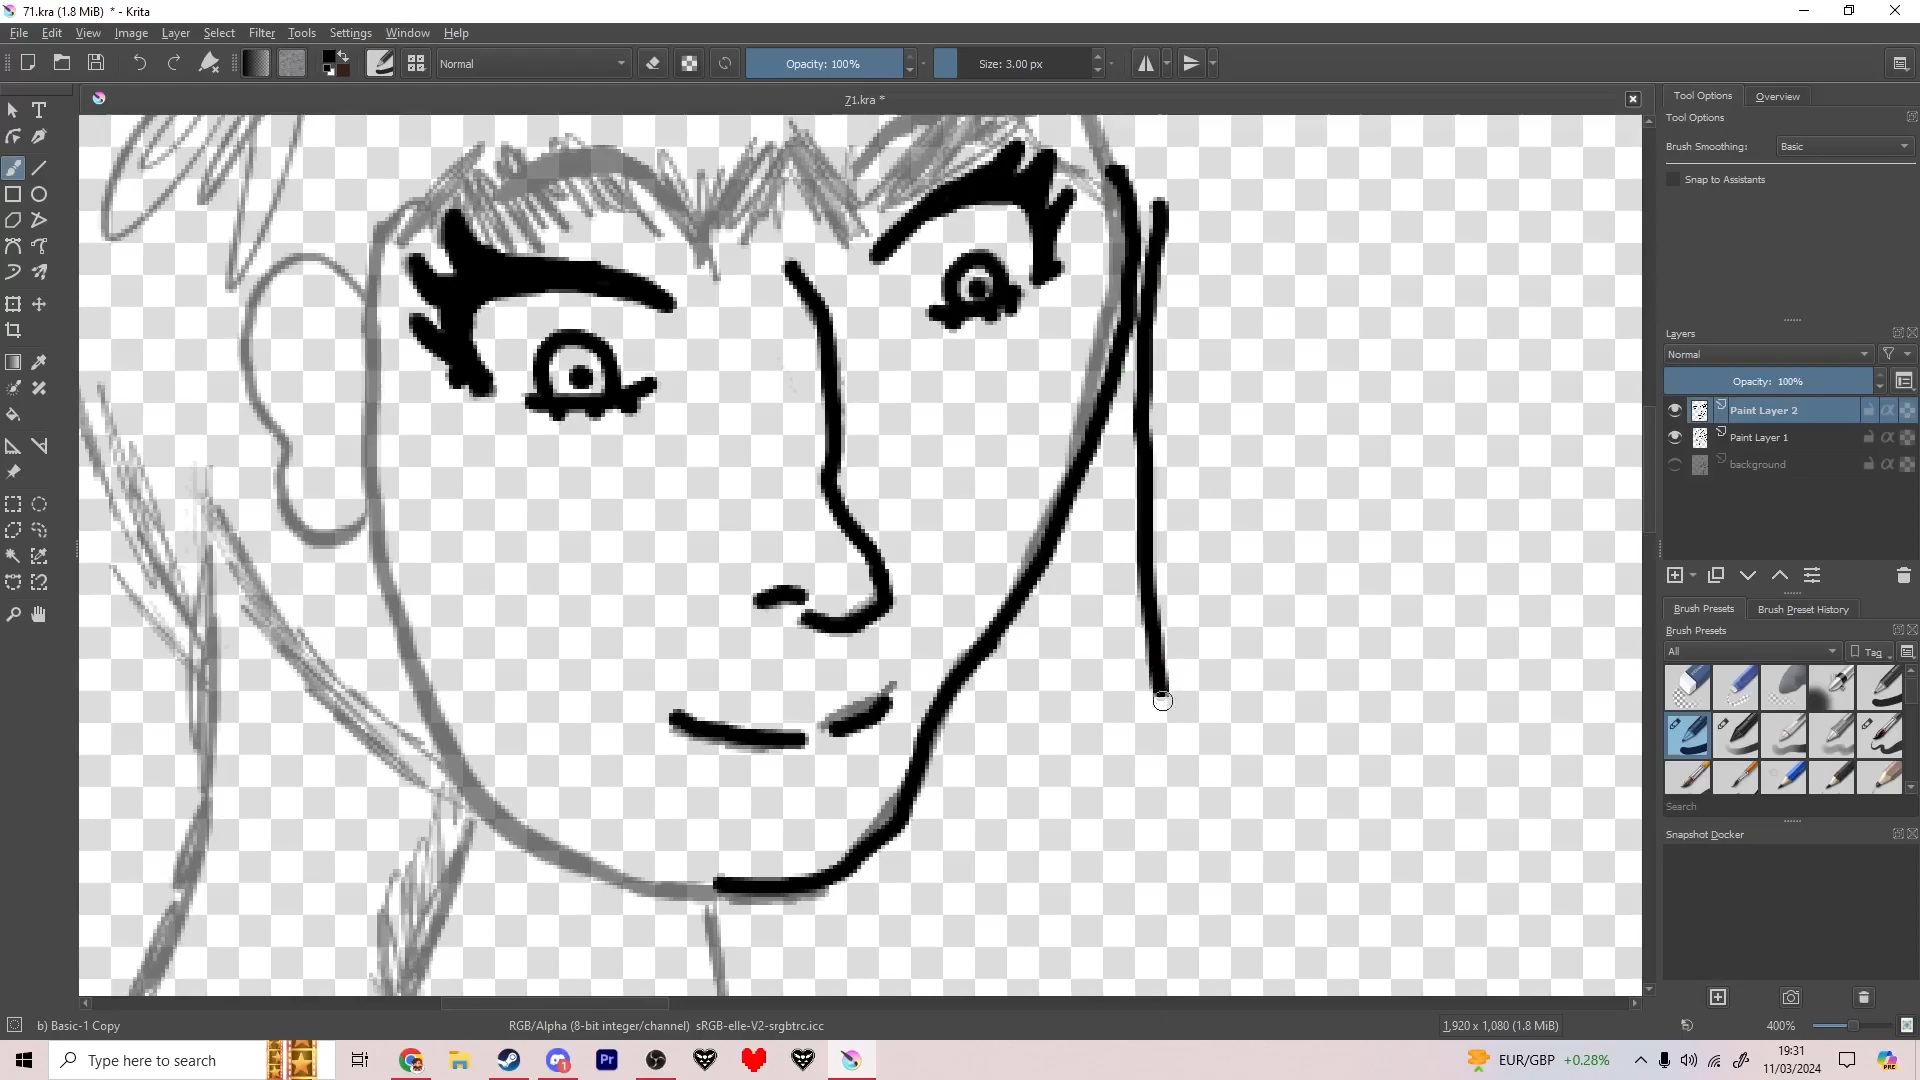 71.kra (1.8 MiB)  * - Krita
File Edit View Image Layer Select Filter Tools Settings Window Help
Normal
Opacity: 100%
Size: 3.00 px
71.kra *
Tool Options
Overview
Tool Options
Brush Smoothing:
Basic
Snap to Assistants
Layers
Normal
Opacity:  100%
Paint Layer 2
Paint Layer 1
background
Brush Presets
Brush Preset History
Brush Presets
All
Tag
Search
Snapshot Docker
b) Basic-1 Copy
RGB/Alpha (8-bit integer/channel)  sRGB-elle-V2-srgbtrc.icc
1,920 x 1,080 (1.8 MiB)
400%
Type here to search
1
Pr
EUR/GBP +0.28%
19:31
11/03/2024
PRE